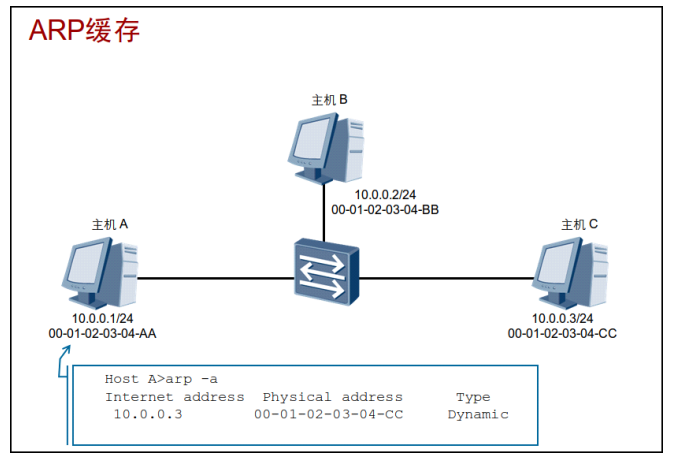 ARP缓存
主机 B
10.0.0.2/24
00-01-02-03-04-BB
主机 A
主机 C
10.0.0.1/24
00-01-02-03-04-AA
10.0.0.3/24
00-01-02-03-04-CC
Host A>arp -a
Internet address Physical address Type
10.0.0.3 00-01-02-03-04-CC Dynamic